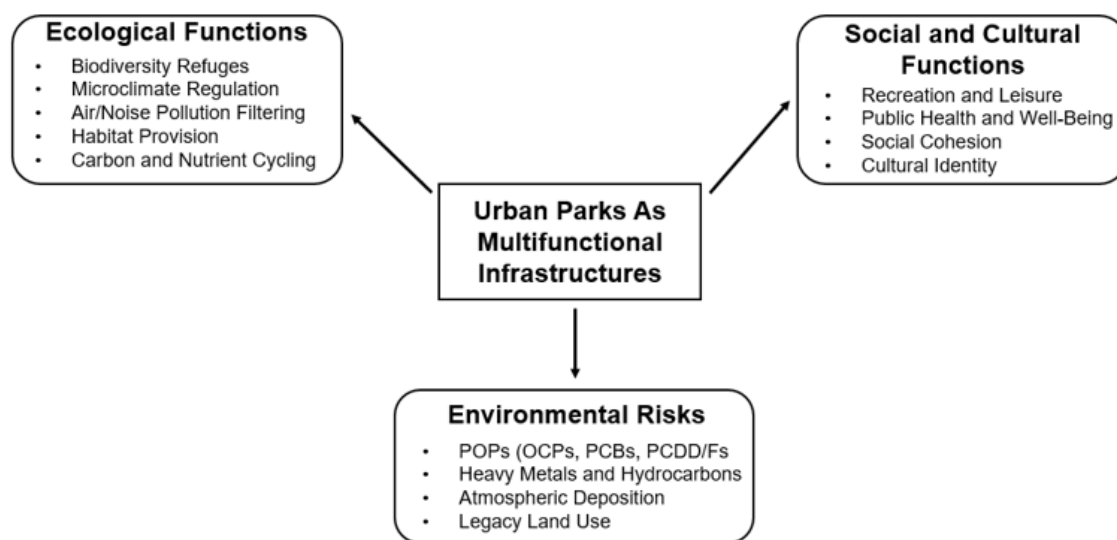 Ecological Functions
• Biodiversity Refuges
• Microclimate Regulation
• Air/Noise Pollution Filtering
• Habitat Provision
• Carbon and Nutrient Cycling
Social and Cultural
Functions
• Recreation and Leisure
• Public Health and Well-Being
• Social Cohesion
• Cultural Identity
Urban Parks As
Multifunctional
Infrastructures
Environmental Risks
• POPs (OCPs, PCBs, PCDD/Fs
• Heavy Metals and Hydrocarbons
• Atmospheric Deposition
• Legacy Land Use